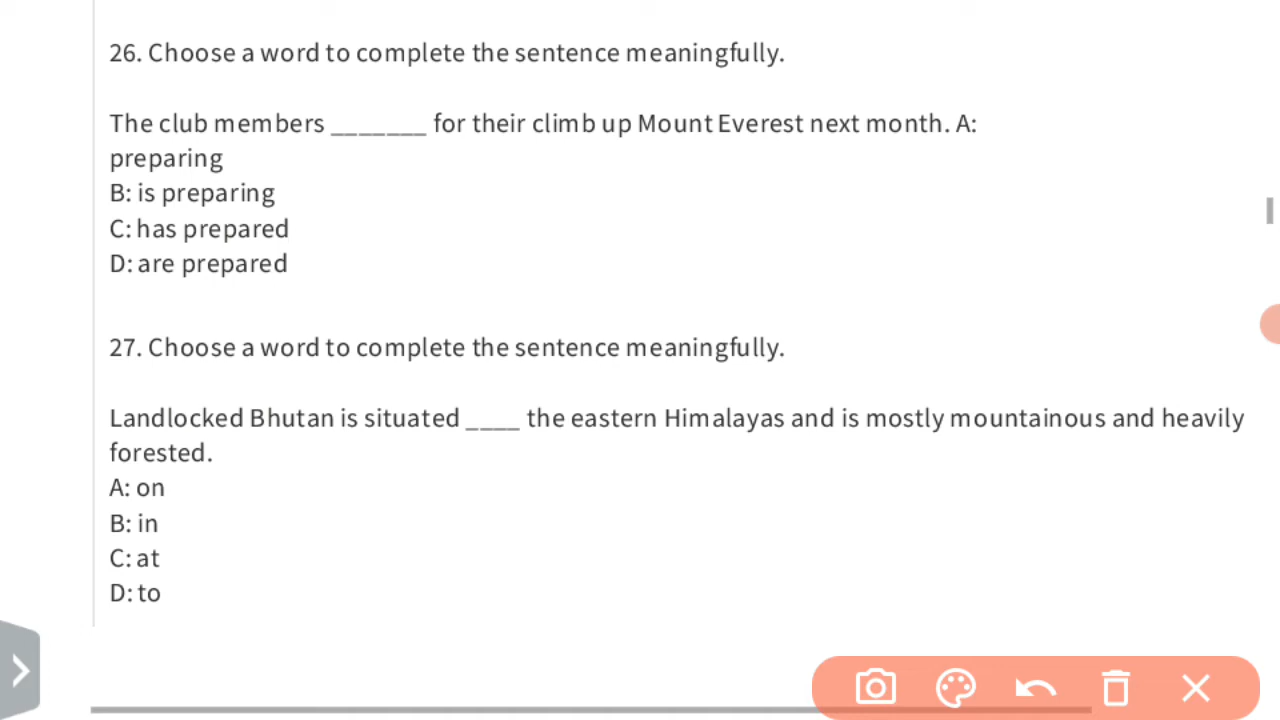 26. Choose a word to complete the sentence meaningfully.
The club members _______ for their climb up Mount Everest next month. A:
preparing
B: is preparing
C: has prepared
D: are prepared
27. Choose a word to complete the sentence meaningfully.
Landlocked Bhutan is situated ____ the eastern Himalayas and is mostly mountainous and heavily
forested.
A: on
B: in
C: at
D: to